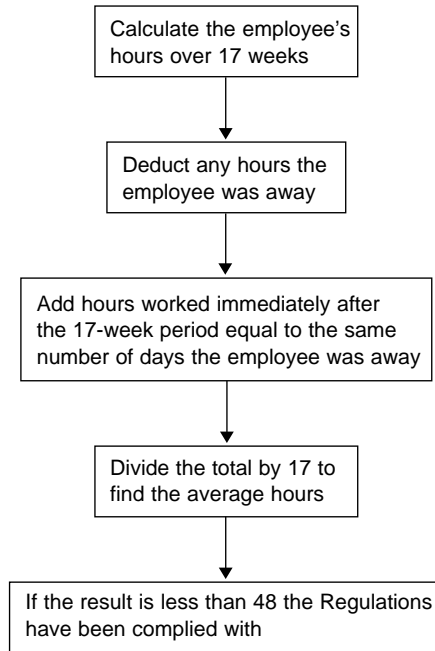 Calculate the employee's
hours over 17 weeks
Deduct any hours the
employee was away
Add hours worked immediately after
the 17-week period equal to the same
number of days the employee was away
Divide the total by 17 to
find the average hours
If the result is less than 48 the Regulations
have been complied with